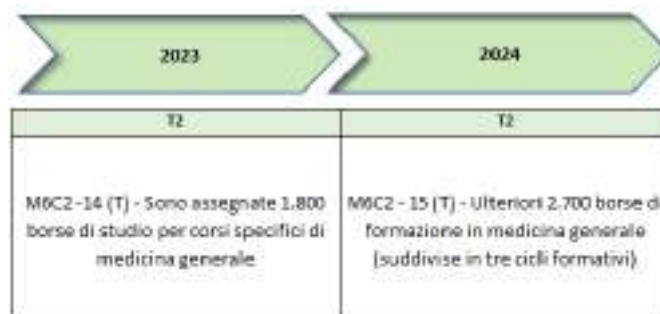 2023
2024
T2
T2
M6C2 -14 (T) - Sono assegnate 1.800
borse di studio per corsi specifici di
medicina generale
M6C2 - 15 (T) - Ulteriori 2.700 borse di
formazione in medicina generale
(suddivise in tre cicli formativi)